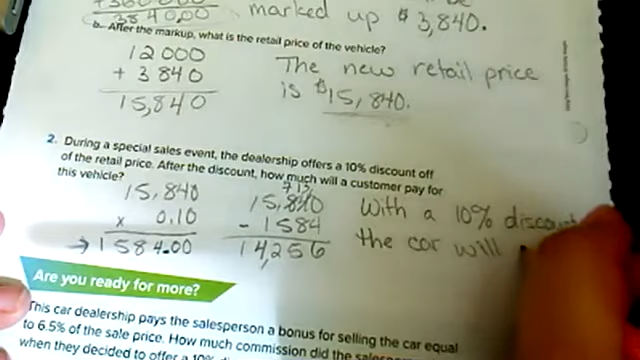 3840.00
marked up $3,840.
b. After the markup, what is the retail price of the vehicle?
12000
+ 3840
15,840
The new retail price
is $15,840.
2. During a special sales event, the dealership offers a 10% discount off
of the retail price. After the discount, how much will a customer pay for
this vehicle?
15,840
x 0.10
→1584.00
7 13
15,840
- 1584
14,256
With a 10% discount
the car will
Are you ready for more?
This car dealership pays the salesperson a bonus for selling the car equal
to 6.5% of the sale price. How much commission did the
when they decided to offer a 10%